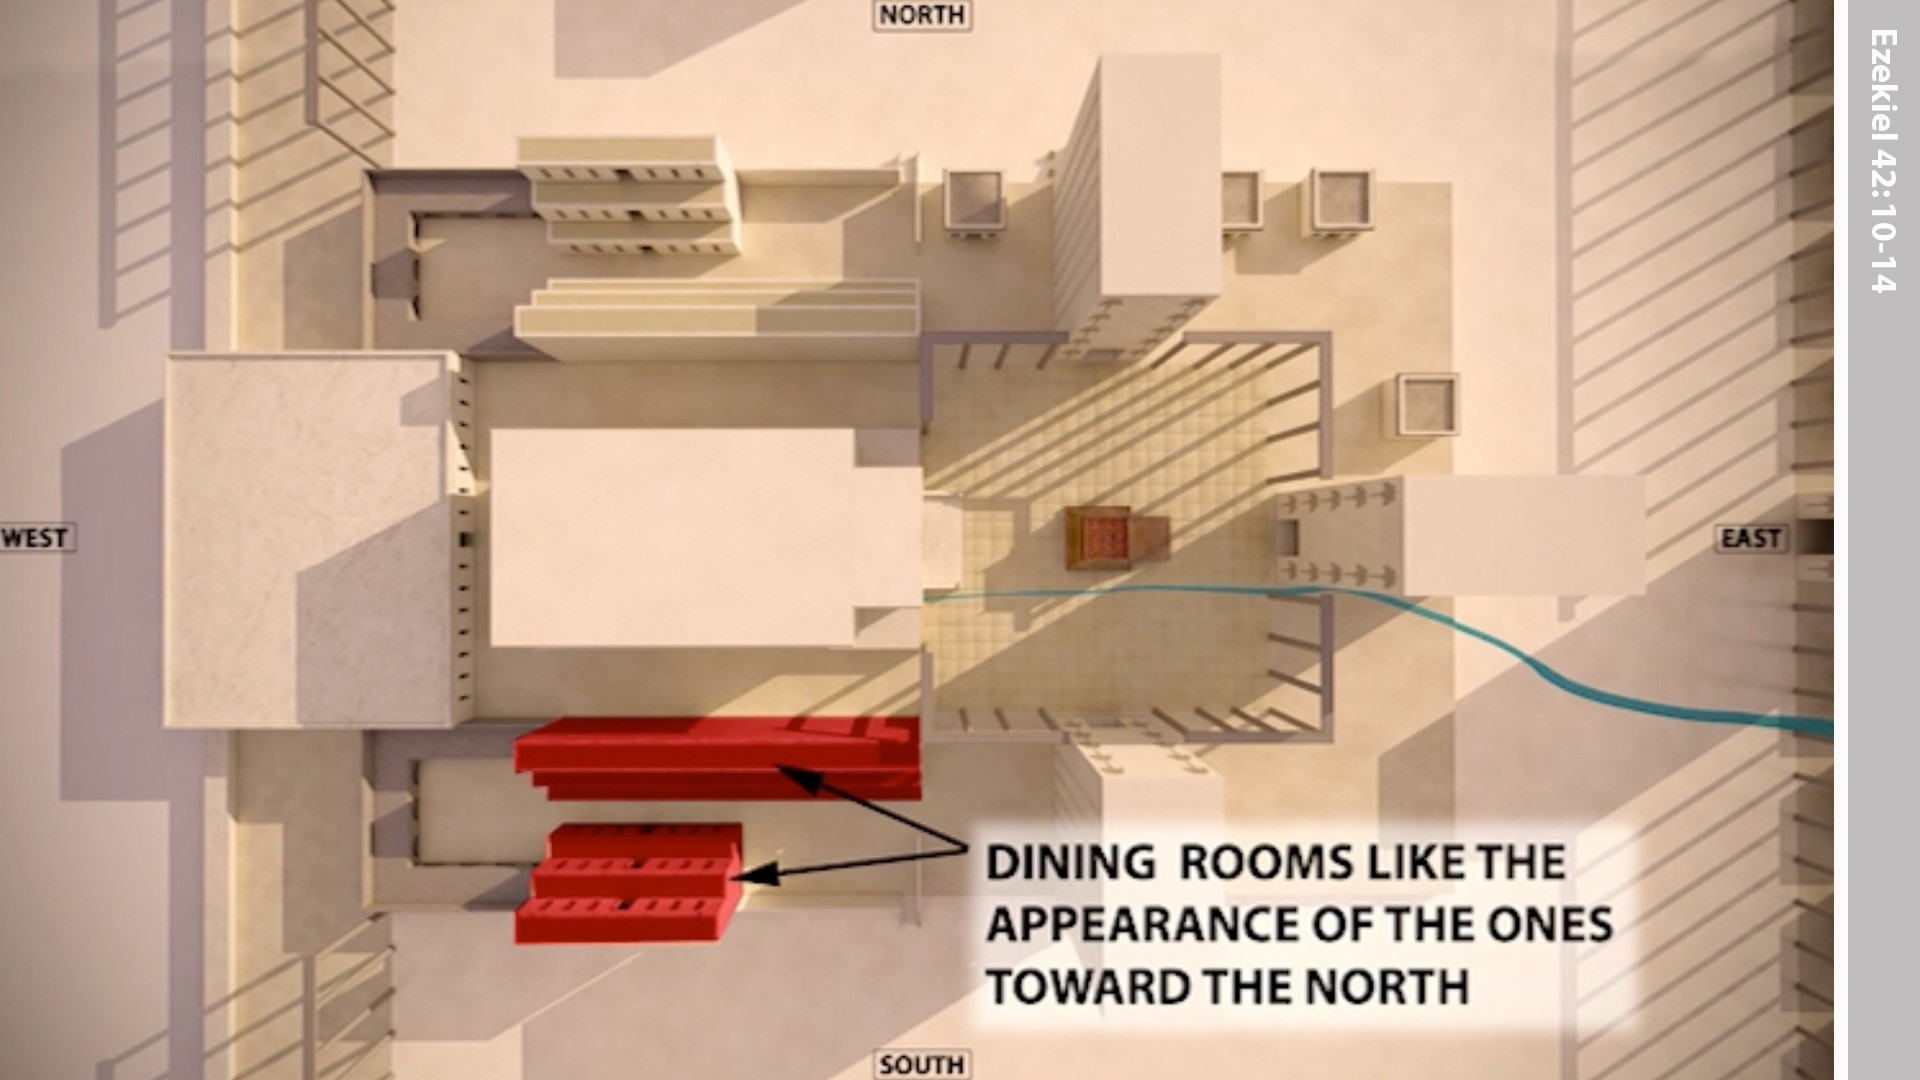 NORTH
Ezekiel 42:10-14
WEST
EAST
DINING ROOMS LIKE THE
APPEARANCE OF THE ONES
TOWARD THE NORTH
SOUTH